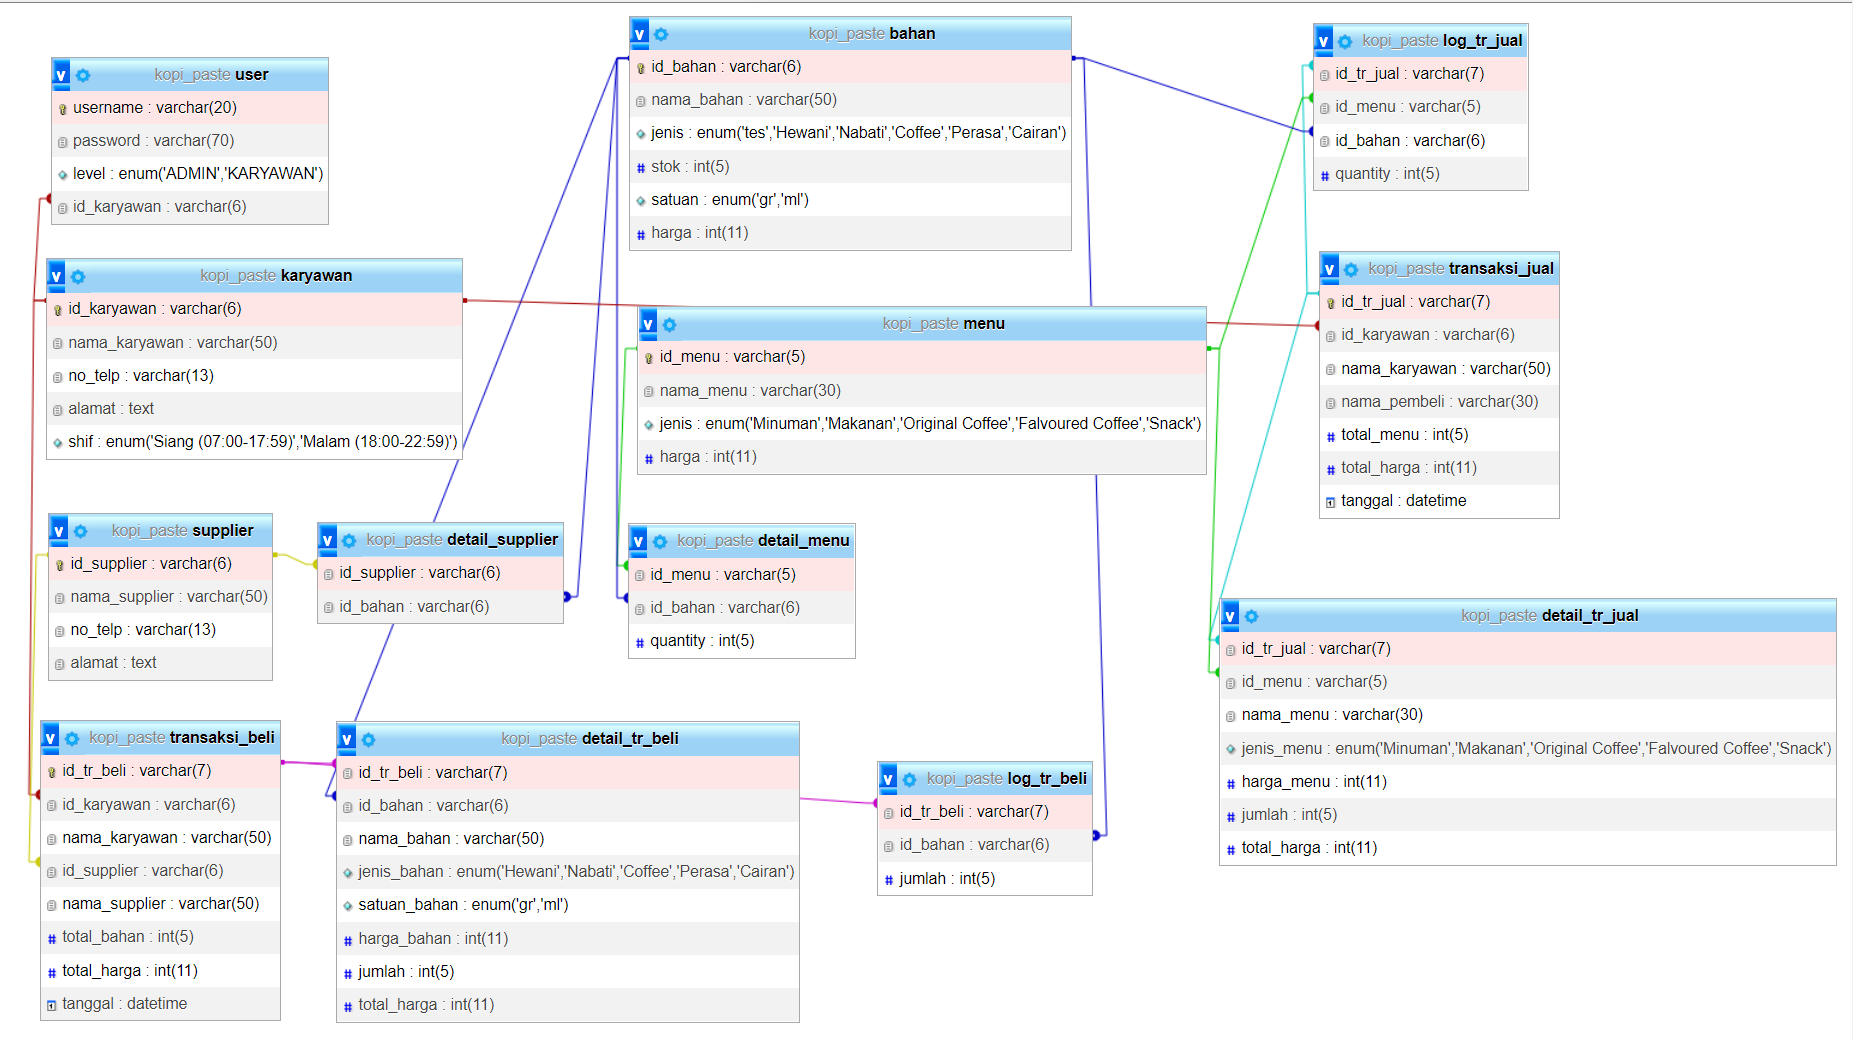 kopi_paste user
username : varchar(20)
password : varchar(70)
level : enum('ADMIN','KARYAWAN')
id_karyawan : varchar(6)
kopi_paste karyawan
id_karyawan : varchar(6)
nama_karyawan : varchar(50)
no_telp : varchar(13)
alamat : text
shif : enum('Siang (07:00-17:59)','Malam (18:00-22:59)')
kopi_paste supplier
id_supplier : varchar(6)
nama_supplier : varchar(50)
no_telp : varchar(13)
alamat : text
kopi_paste transaksi_beli
id_tr_beli : varchar(7)
id_karyawan : varchar(6)
nama_karyawan : varchar(50)
id_supplier : varchar(6)
nama_supplier : varchar(50)
total_bahan : int(5)
total_harga : int(11)
tanggal : datetime
kopi_paste detail_supplier
id_supplier : varchar(6)
id_bahan : varchar(6)
kopi_paste detail_tr_beli
id_tr_beli : varchar(7)
id_bahan : varchar(6)
nama_bahan : varchar(50)
jenis_bahan : enum('Hewani','Nabati','Coffee','Perasa','Cairan')
satuan_bahan : enum('gr','ml')
harga_bahan : int(11)
jumlah : int(5)
total_harga : int(11)
kopi_paste bahan
id_bahan : varchar(6)
nama_bahan : varchar(50)
jenis : enum('tes','Hewani','Nabati','Coffee','Perasa','Cairan')
stok : int(5)
satuan : enum('gr','ml')
harga : int(11)
kopi_paste menu
id_menu : varchar(5)
nama_menu : varchar(30)
jenis : enum('Minuman','Makanan','Original Coffee','Falvoured Coffee','Snack')
harga : int(11)
kopi_paste detail_menu
id_menu : varchar(5)
id_bahan : varchar(6)
quantity : int(5)
kopi_paste log_tr_beli
id_tr_beli : varchar(7)
id_bahan : varchar(6)
jumlah : int(5)
kopi_paste log_tr_jual
id_tr_jual : varchar(7)
id_menu : varchar(5)
id_bahan : varchar(6)
quantity : int(5)
kopi_paste transaksi_jual
id_tr_jual : varchar(7)
id_karyawan : varchar(6)
nama_karyawan : varchar(50)
nama_pembeli : varchar(30)
total_menu : int(5)
total_harga : int(11)
tanggal : datetime
kopi_paste detail_tr_jual
id_tr_jual : varchar(7)
id_menu : varchar(5)
nama_menu : varchar(30)
jenis_menu : enum('Minuman','Makanan','Original Coffee','Falvoured Coffee','Snack')
harga_menu : int(11)
jumlah : int(5)
total_harga : int(11)